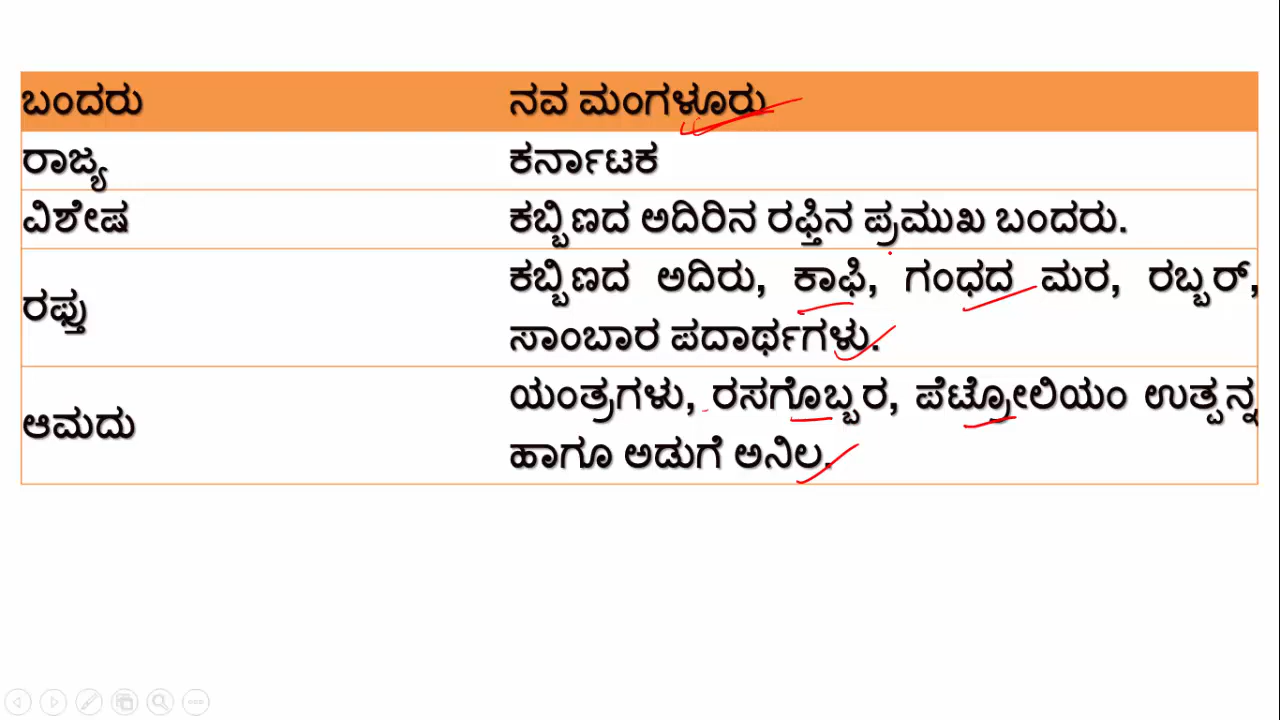 ಬಂದರು ನವ ಮಂಗಳೂರು
ರಾಜ್ಯ ಕರ್ನಾಟಕ
ವಿಶೇಷ ಕಬ್ಬಿಣದ ಅದಿರಿನ ರಫ್ತಿನ ಪ್ರಮುಖ ಬಂದರು.
ರಫ್ತು ಕಬ್ಬಿಣದ ಅದಿರು, ಕಾಫಿ, ಗಂಧದ ಮರ, ರಬ್ಬರ್,
ಸಾಂಬಾರ ಪದಾರ್ಥಗಳು.
ಆಮದು ಯಂತ್ರಗಳು, ರಸಗೊಬ್ಬರ, ಪೆಟ್ರೋಲಿಯಂ ಉತ್ಪನ್ನ
ಹಾಗೂ ಅಡುಗೆ ಅನಿಲ.